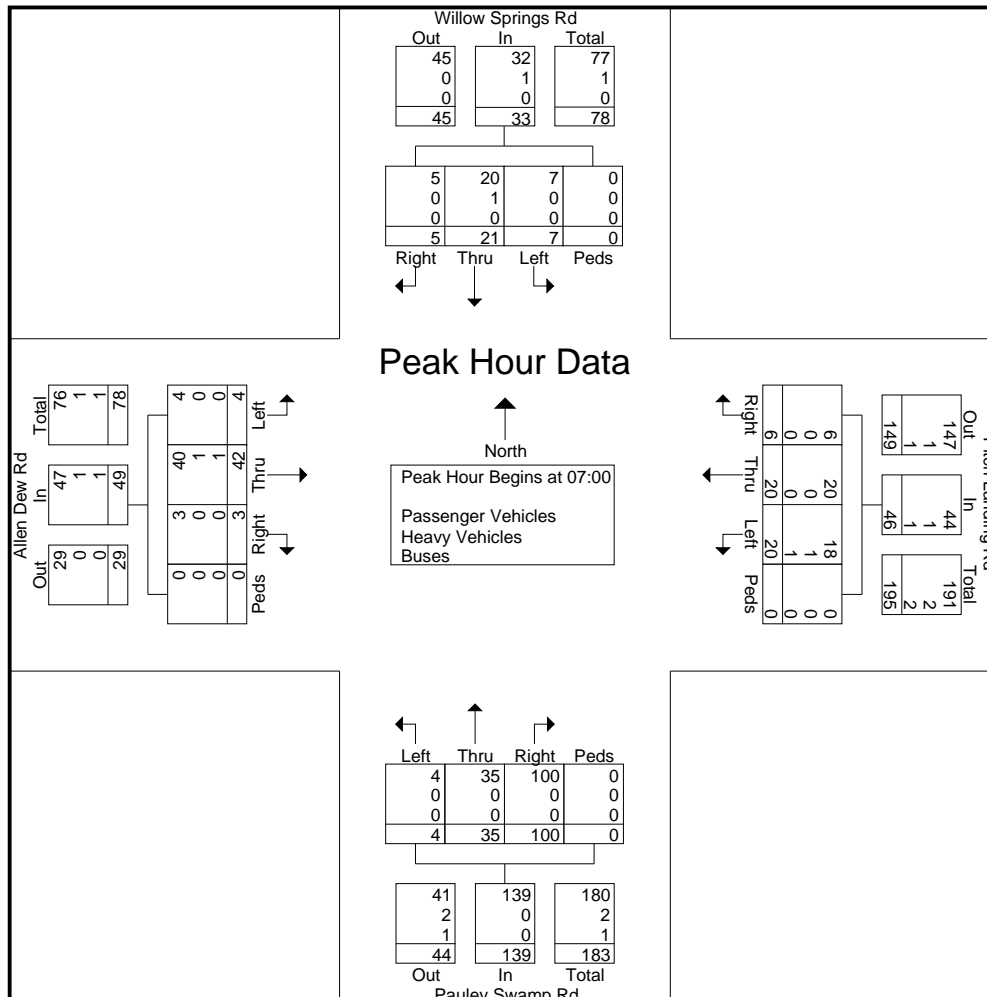 Willow Springs Rd
Out In Total
45 32 77
0 1 1
0 0 0
45 33 78
5 20 7 0
0 1 0 0
0 0 0 0
5 21 7 0
Right Thru Left Peds
Peak Hour Data
North
Peak Hour Begins at 07:00
Passenger Vehicles
Heavy Vehicles
Buses
Allen Dew Rd
Out In Total
29 47 76
0 1 1
0 1 1
29 49 78
Left 4 0 0 4
Thru 40 1 1 42
Right 3 0 0 3
Peds 0 0 0 0
Right 6 0 0 6
Thru 20 0 0 20
Left 18 1 1 20
Peds 0 0 0 0
Out In Total
147 44 191
1 1 2
1 1 2
149 46 195
Rd
Left Thru Right Peds
4 35 100 0
0 0 0 0
0 0 0 0
4 35 100 0
41 139 180
2 0 2
1 0 1
44 139 183
Out In Total
Pauley Swamp Rd